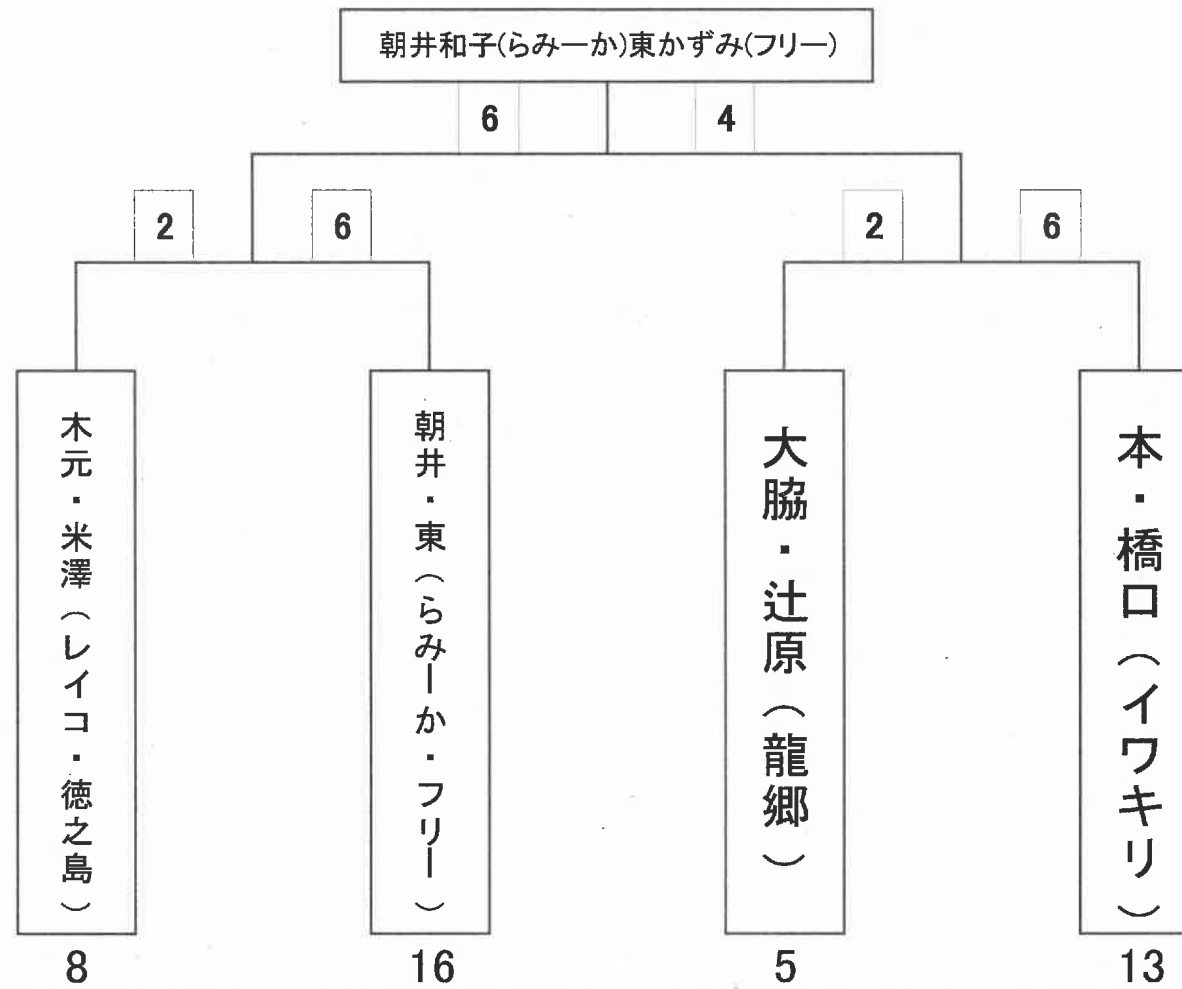 朝井和子(らみーか)東かずみ(フリー)
6
4
2
6
2
6
木元・米澤（レイコ・徳之島）
朝井・東（らみーか・フリー）
大脇・辻原（龍郷）
本・橋口（イワキリ）
8
16
5
13